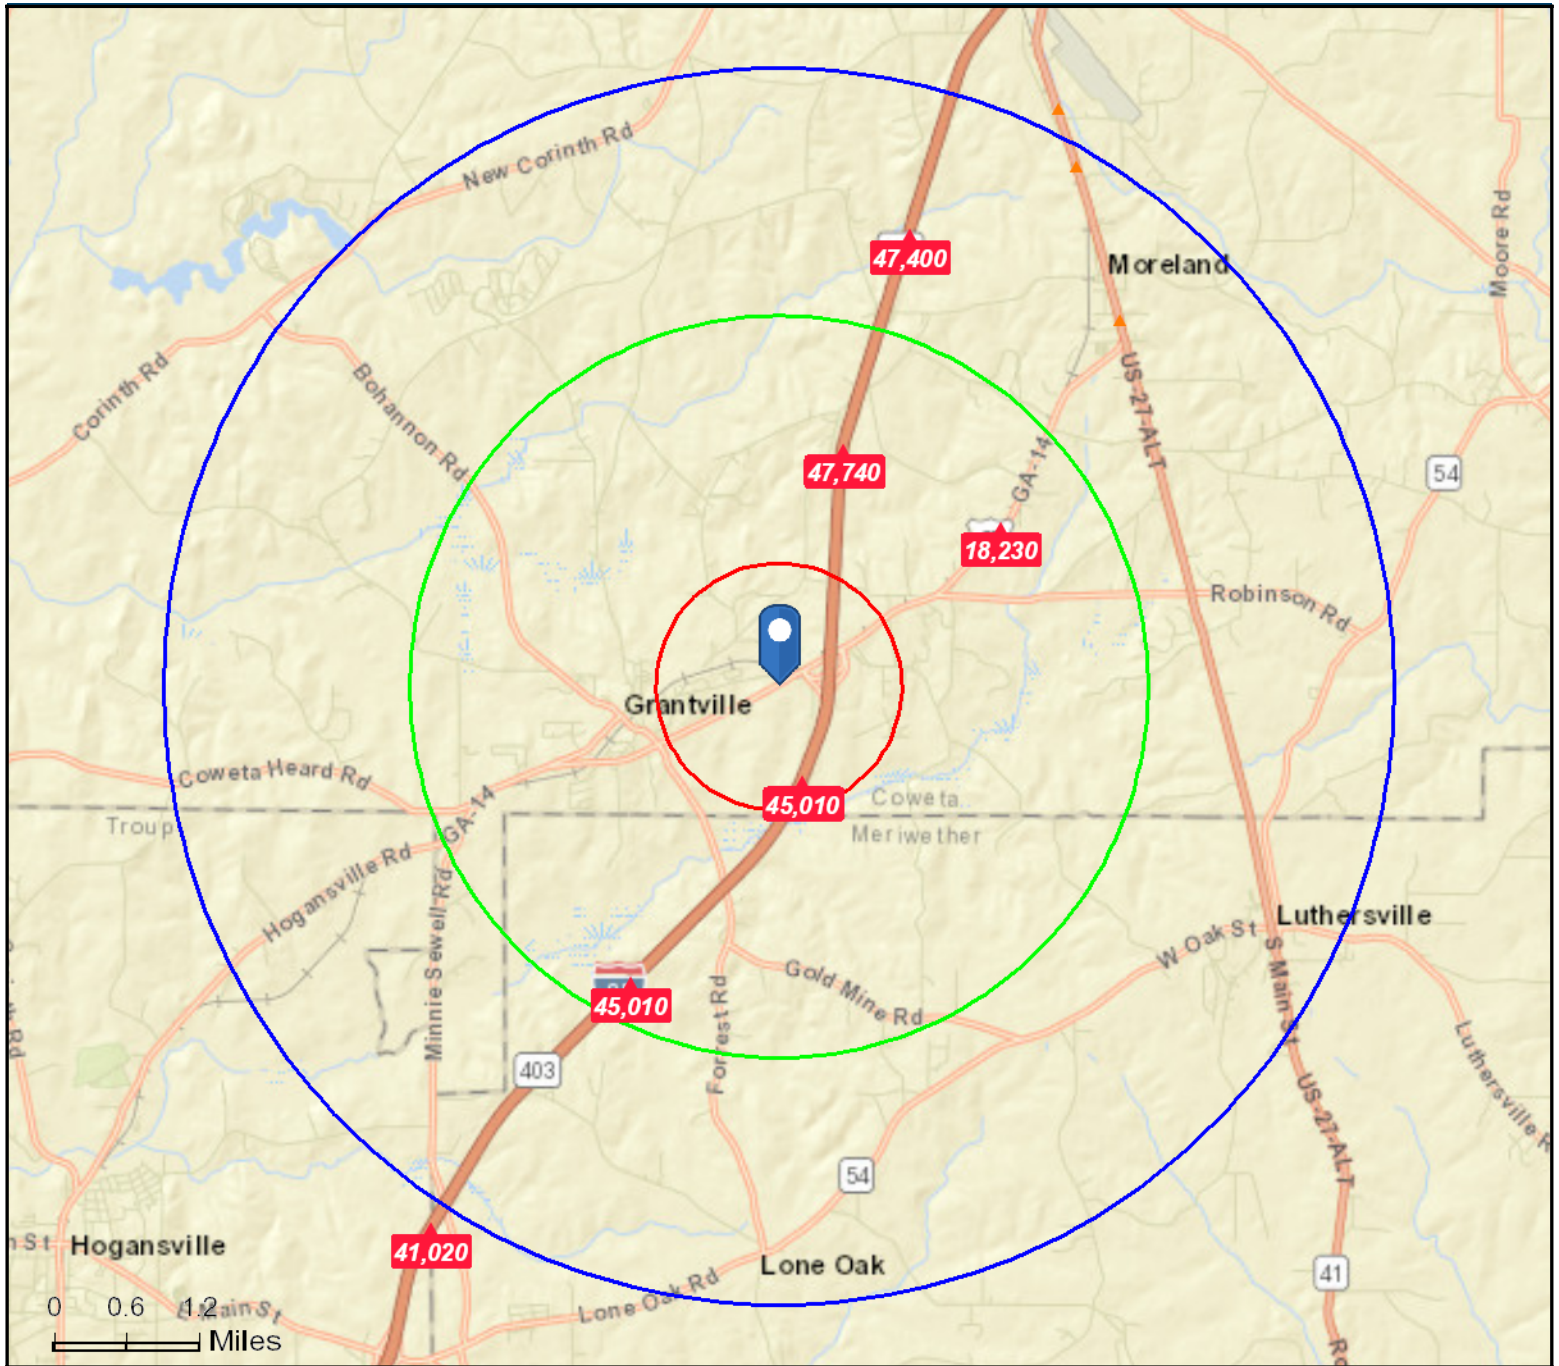 New Corinth Rd
Moore Rd
47,400
Moreland
Corinth Rd
Bohannon Rd
US-27-ALT
47,740
GA-14
54
18,230
Robinson Rd
Grantville
Coweta Heard Rd
45,010
Coweta
Troup
GA-14
Meriwether
Hogansville Rd
Minnie Sewell Rd
Luthersville
W Oak St
S Main St
45,010
Gold Mine Rd
Forrest Rd
403
Luthersville
US-27-ALT
54
Hogansville
41,020
Lone Oak
41
E Main St
Lone Oak Rd
0 0.6 1.2
Miles